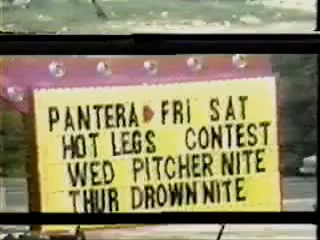 PANTERA FRI SAT
HOT LEGS CONTEST
WED PITCHER NITE
THUR DROWN NITE